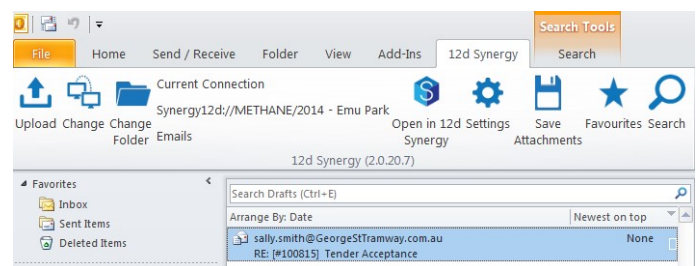 Search Tools
File Home Send / Receive Folder View Add-Ins 12d Synergy Search
Current Connection
Synergy12d://METHANE/2014 - Emu Park
Emails
Upload Change Change
Folder
Open in 12d
Synergy
Settings
Save
Attachments
Favourites Search
12d Synergy (2.0.20.7)
Favorites
Inbox
Sent Items
Deleted Items
Search Drafts (Ctrl+E)
Arrange By: Date Newest on top
sally.smith@GeorgeStTramway.com.au None
RE: [#100815] Tender Acceptance